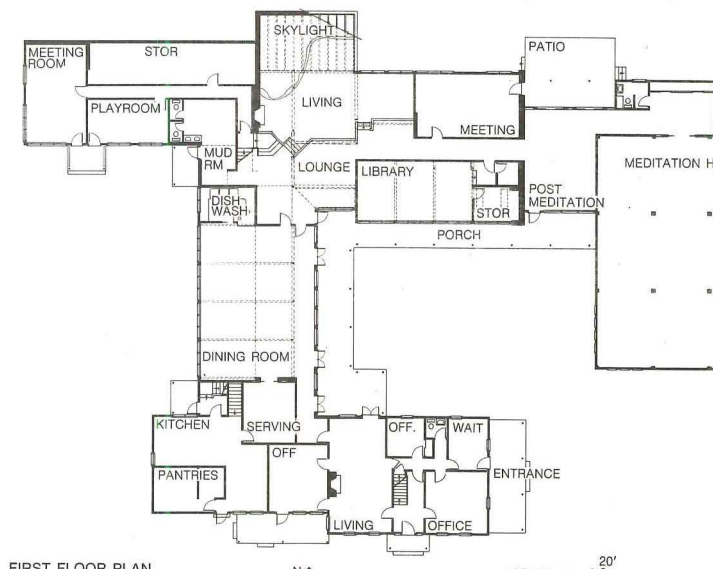 SKYLIGHT
MEETING
ROOM
STOR
PATIO
PLAYROOM
LIVING
MEETING
MUD
RM
LOUNGE
LIBRARY
MEDITATION H
DISH
WASH
STOR
POST
MEDITATION
PORCH
DINING ROOM
KITCHEN
SERVING
OFF.
WAIT
OFF
PANTRIES
ENTRANCE
LIVING
OFFICE
FIRST FLOOR PLAN
N
20'